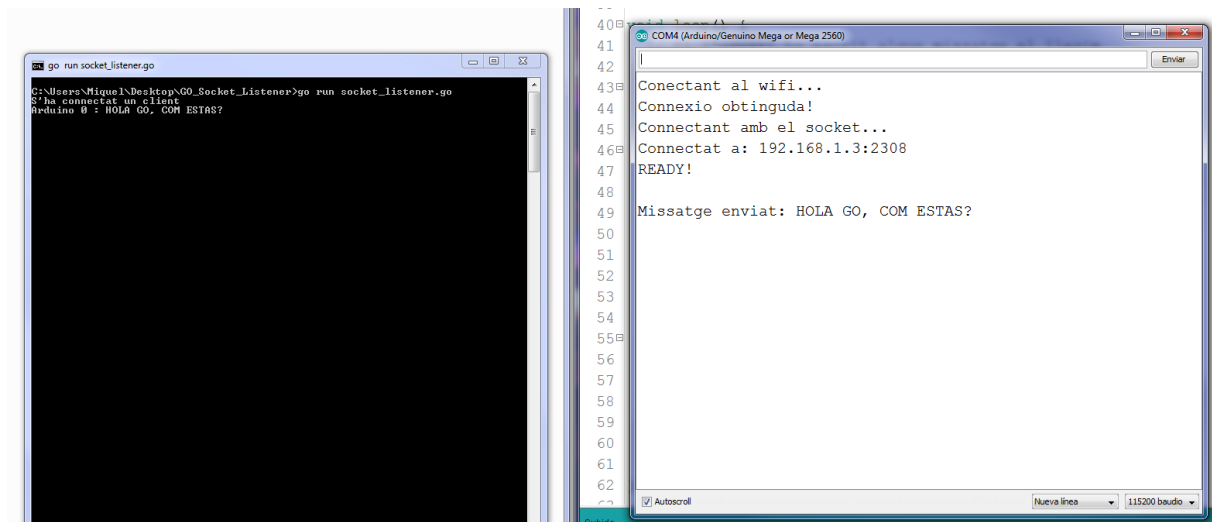 go run socket_listener.go
C:\Users\Miquel\Desktop\GO_Socket_Listener>go run socket_listener.go
S'ha connectat un client
Arduino 0 : HOLA GO, COM ESTAS?
40
41
42
43
44
45
46
47
48
49
50
51
52
53
54
55
56
57
58
59
60
61
62
COM4 (Arduino/Genuino Mega or Mega 2560)
Enviar
Conectant al wifi...
Connexio obtinguda!
Connectant amb el socket...
Connectat a: 192.168.1.3:2308
READY!
Missatge enviat: HOLA GO, COM ESTAS?
Autoscroll
Nueva línea
115200 baudio